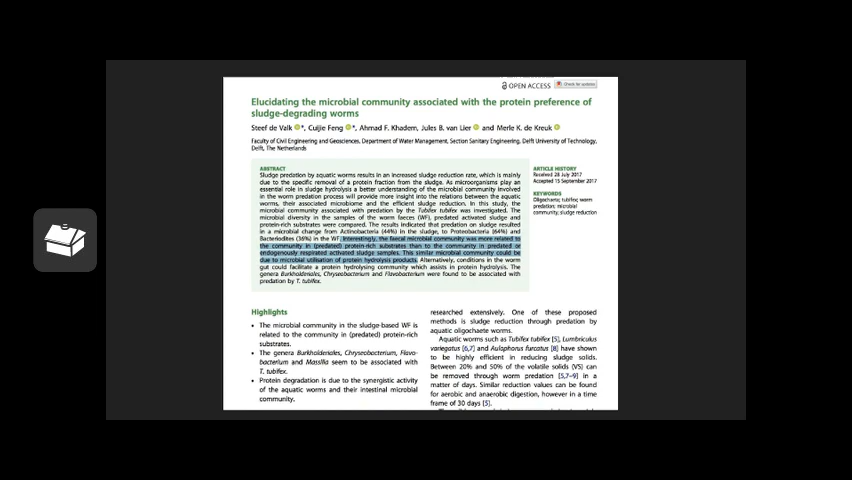 OPEN ACCESS
Check for updates
Elucidating the microbial community associated with the protein preference of
sludge-degrading worms
Steef de Valk *, Cuijie Feng *, Ahmad F. Khadem, Jules B. van Lier and Merle K. de Kreuk
Faculty of Civil Engineering and Geosciences, Department of Water Management, Section Sanitary Engineering, Delft University of Technology,
Delft, The Netherlands
ABSTRACT
Sludge predation by aquatic worms results in an increased sludge reduction rate, which is mainly
due to the specific removal of a protein fraction from the sludge. As microorganisms play an
essential role in sludge hydrolysis a better understanding of the microbial community involved
in the worm predation process will provide more insight into the relations between the aquatic
worms, their associated microbiome and the efficient sludge reduction. In this study, the
microbial community associated with predation by the Tubifex tubifex was investigated. The
microbial diversity in the samples of the worm faeces (WF), predated activated sludge and
protein-rich substrates were compared. The results indicated that predation on sludge resulted
in a microbial change from Actinobacteria (44%) in the sludge, to Proteobacteria (64%) and
Bacteriodites (36%) in the WF. Interestingly, the faecal microbial community was more related to
the community in (predated) protein-rich substrates than to the community in predated or
endogenously respirated activated sludge samples. This similar microbial community could be
due to microbial utilisation of protein hydrolysis products. Alternatively, conditions in the worm
gut could facilitate a protein hydrolysing community which assists in protein hydrolysis. The
genera Burkholderiales, Chryseobacterium and Flavobacterium were found to be associated with
predation by T. tubifex.
ARTICLE HISTORY
Received 28 July 2017
Accepted 15 September 2017
KEYWORDS
Oligochaeta; tubifex; worm
predation; microbial
community; sludge reduction
Highlights
• The microbial community in the sludge-based WF is
related to the community in (predated) protein-rich
substrates.
• The genera Burkholderiales, Chryseobacterium, Flavo-
bacterium and Massilia seem to be associated with
T. tubifex.
• Protein degradation is due to the synergistic activity
of the aquatic worms and their intestinal microbial
community.
researched extensively. One of these proposed
methods is sludge reduction through predation by
aquatic oligochaete worms.
Aquatic worms such as Tubifex tubifex [5], Lumbriculus
variegatus [6,7] and Aulophorus furcatus [8] have shown
to be highly efficient in reducing sludge solids.
Between 20% and 50% of the volatile solids (VS) can
be removed through worm predation [5,7–9] in a
matter of days. Similar reduction values can be found
for aerobic and anaerobic digestion, however in a time
frame of 30 days [5].